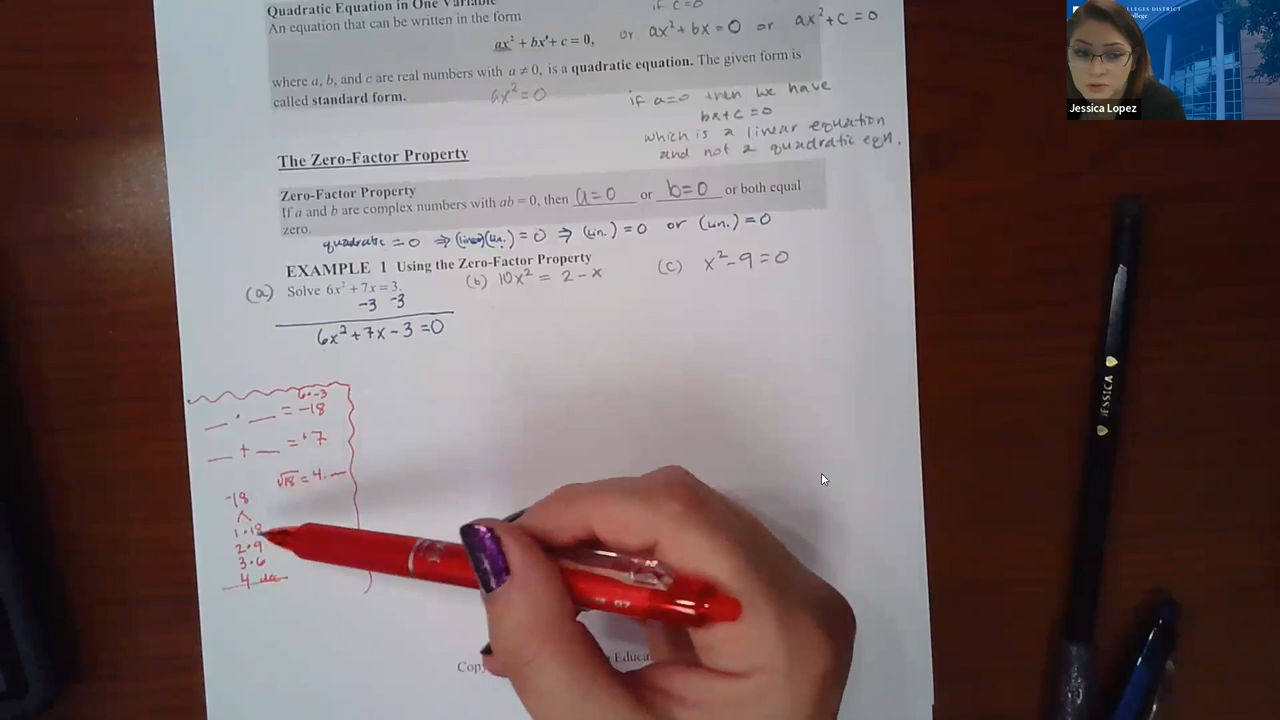 Quadratic Equation in One Variable
An equation that can be written in the form
if c=0
ax² + bx + c = 0, or ax² + bx = 0 or ax² + c = 0
where a, b, and c are real numbers with a ≠ 0, is a quadratic equation. The given form is
called standard form.
ax² = 0
if a=0 then we have
bx+c = 0
which is a linear equation
and not a quadratic eqn.
The Zero-Factor Property
Zero-Factor Property
If a and b are complex numbers with ab = 0, then a=0 or b=0 or both equal
zero.
quadratic = 0 ⇒ (linear)(lin.) = 0 ⇒ (lin.) = 0 or (lin.) = 0
EXAMPLE 1 Using the Zero-Factor Property
(a) Solve 6x² + 7x = 3.
-3 -3
6x² + 7x - 3 = 0
(b) 10x² = 2 - x
(c) x² - 9 = 0
6·-3
__ · __ = -18
__ + __ = +7
√18 = 4.
-18
1·18
2·9
3·6
4
JESSICA
07
Educa
LLEGES DISTRICT
College
Jessica Lopez